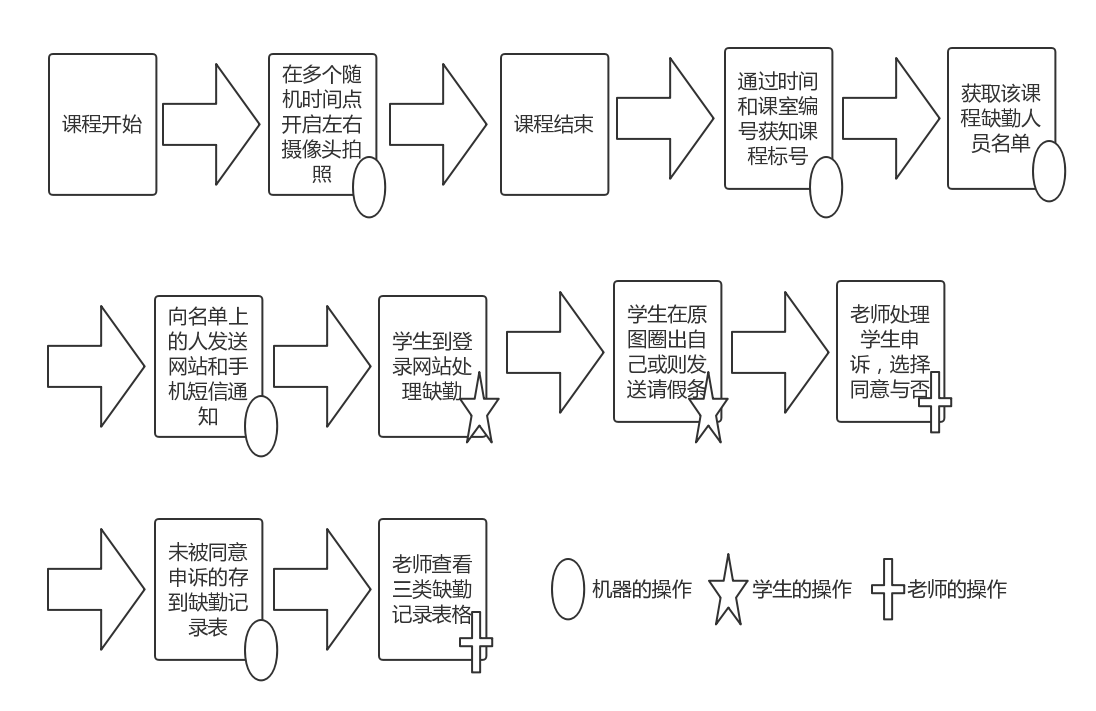 课程开始
在多个随
机时间点
开启左右
摄像头拍
照
课程结束
通过时间
和课室编
号获知课
程标号
获取该课
程缺勤人
员名单
向名单上
的人发送
网站和手
机短信通
知
学生到登
录网站处
理缺勤
学生在原
图圈出自
己或则发
送请假条
老师处理
学生申
诉，选择
同意与否
未被同意
申诉的存
到缺勤记
录表
老师查看
三类缺勤
记录表格
机器的操作
学生的操作
老师的操作